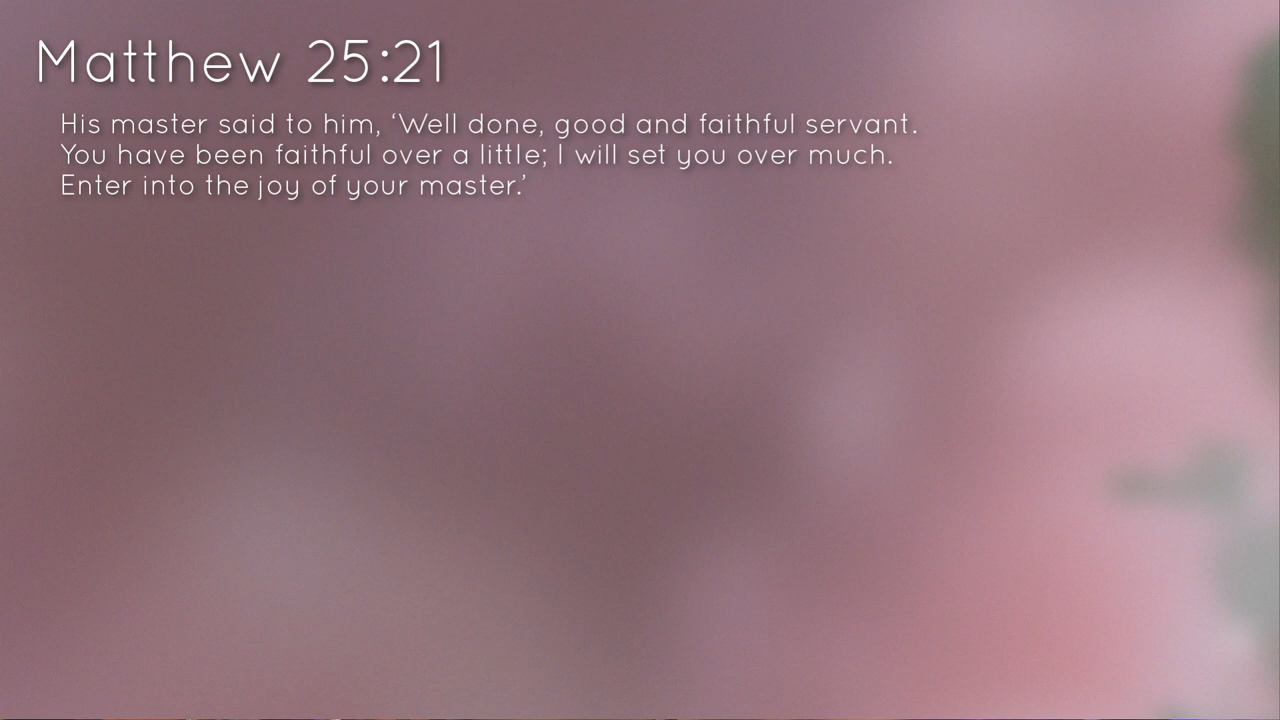 Matthew 25:21
His master said to him, ‘Well done, good and faithful servant.
You have been faithful over a little; I will set you over much.
Enter into the joy of your master.’